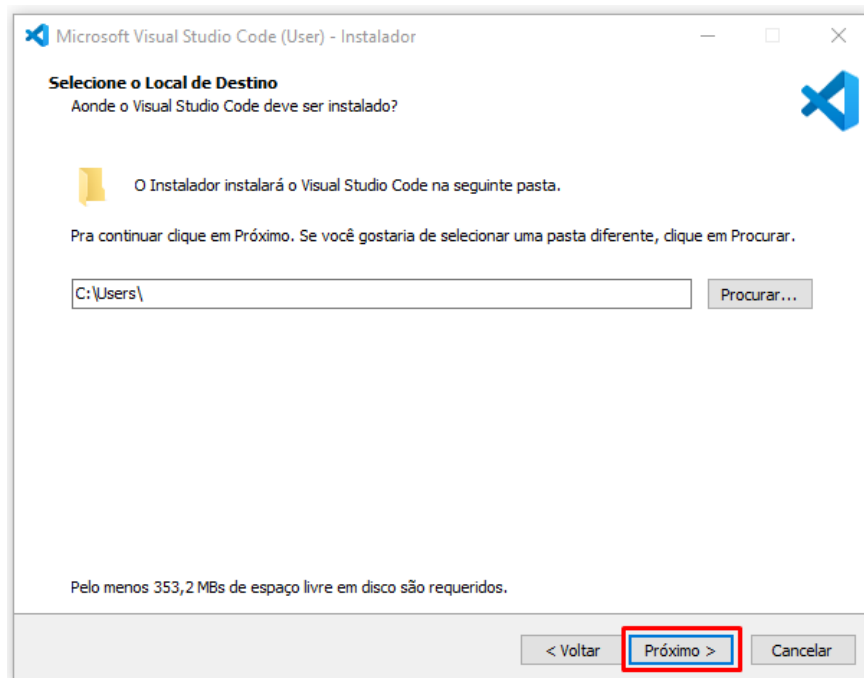 Microsoft Visual Studio Code (User) - Instalador
Selecione o Local de Destino
Aonde o Visual Studio Code deve ser instalado?
O Instalador instalará o Visual Studio Code na seguinte pasta.
Pra continuar clique em Próximo. Se você gostaria de selecionar uma pasta diferente, clique em Procurar.
C:\Users\
Procurar...
Pelo menos 353,2 MBs de espaço livre em disco são requeridos.
< Voltar
Próximo >
Cancelar